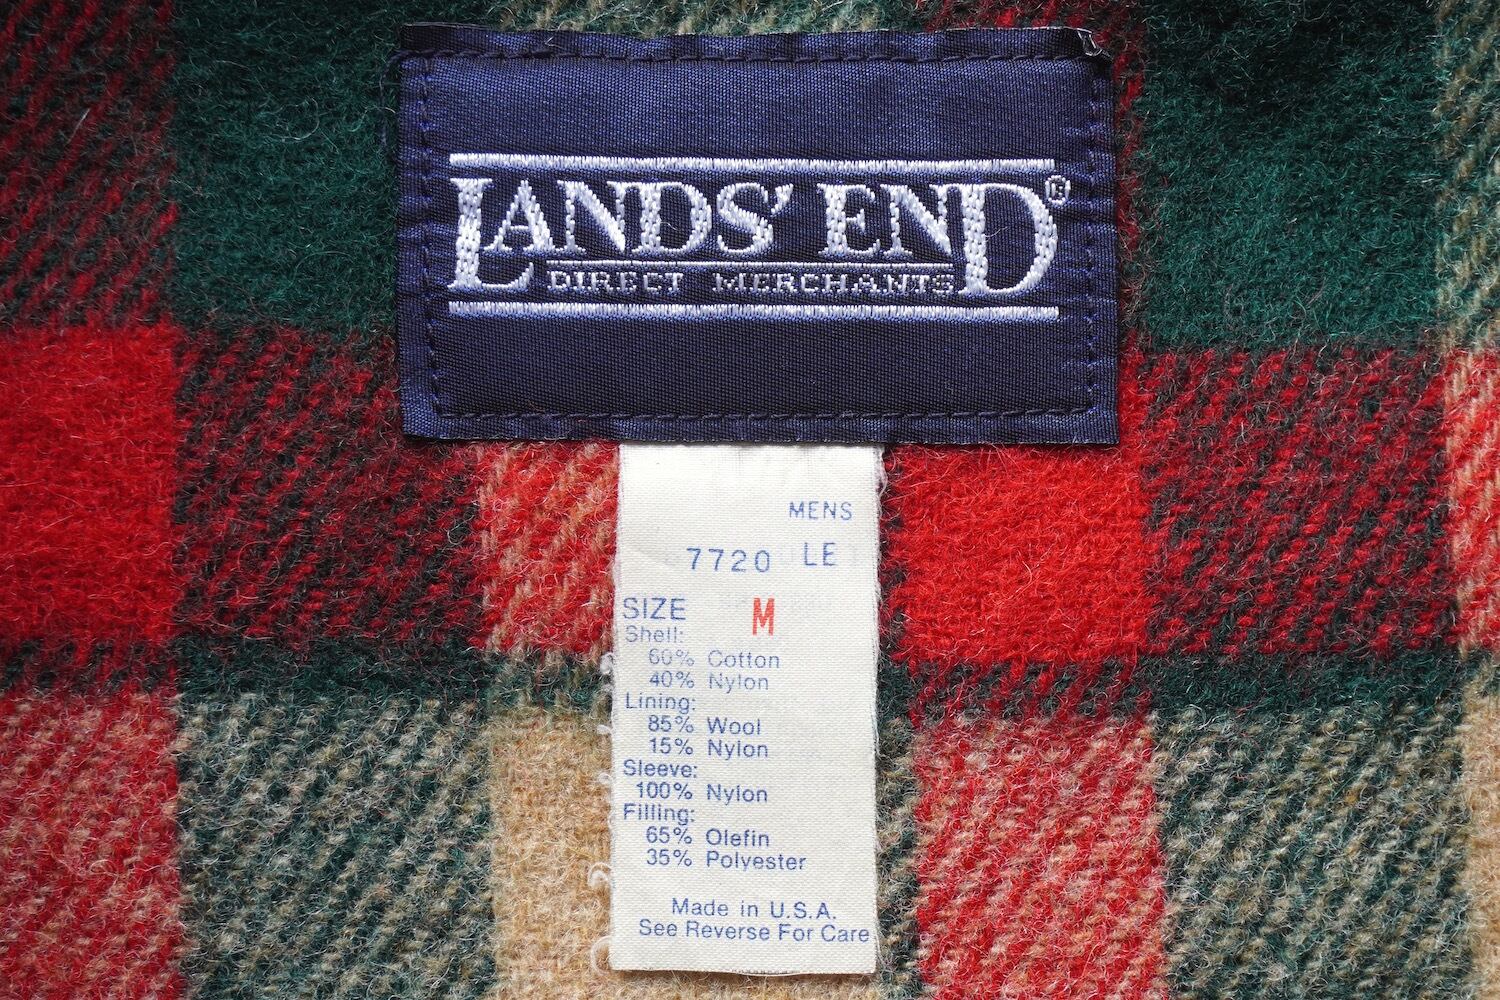 LANDS' END®
DIRECT MERCHANTS
MENS
7720 LE
SIZE M
Shell:
60% Cotton
40% Nylon
Lining:
85% Wool
15% Nylon
Sleeve:
100% Nylon
Filling:
65% Olefin
35% Polyester
Made in U.S.A.
See Reverse For Care